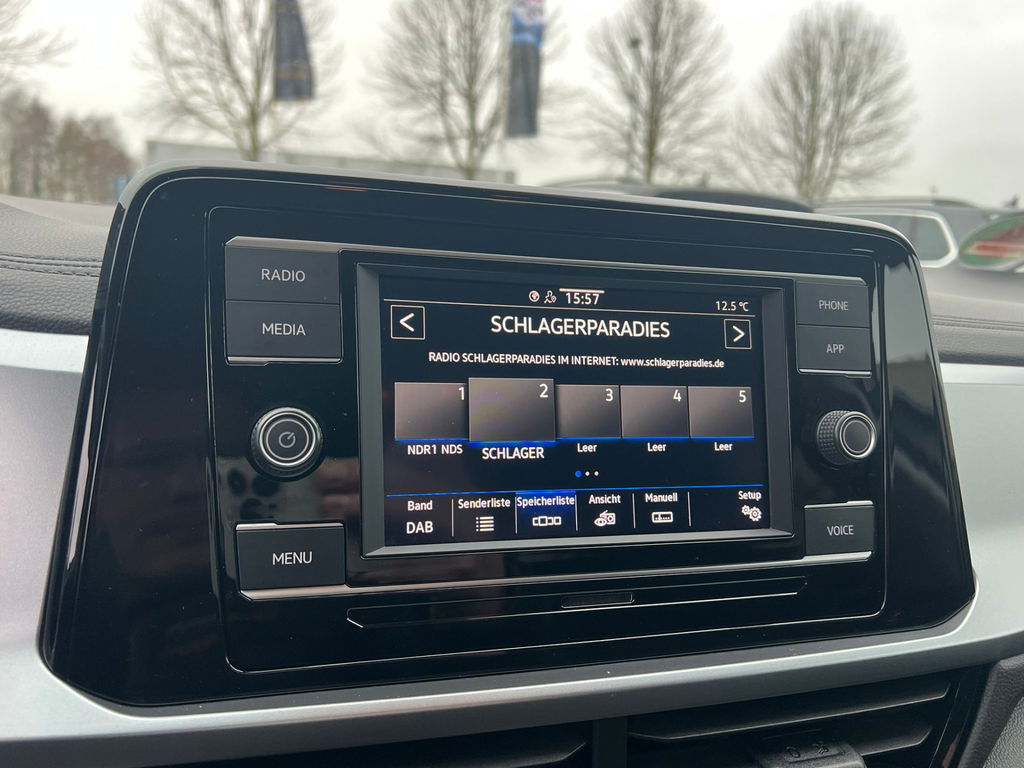 RADIO
MEDIA
MENU
15:57
12.5 °C
<
SCHLAGERPARADIES
>
RADIO SCHLAGERPARADIES IM INTERNET: www.schlagerparadies.de
1 2 3 4 5
NDR1 NDS SCHLAGER Leer Leer Leer
Band Senderliste Speicherliste Ansicht Manuell Setup
DAB
PHONE
APP
VOICE